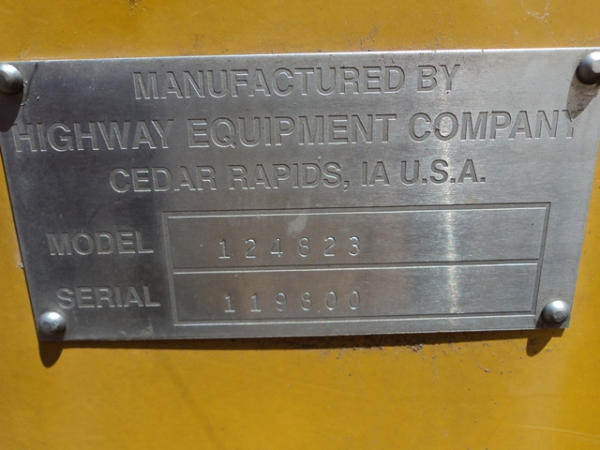 MANUFACTURED BY
HIGHWAY EQUIPMENT COMPANY
CEDAR RAPIDS, IA U.S.A.
MODEL 124823
SERIAL 119800